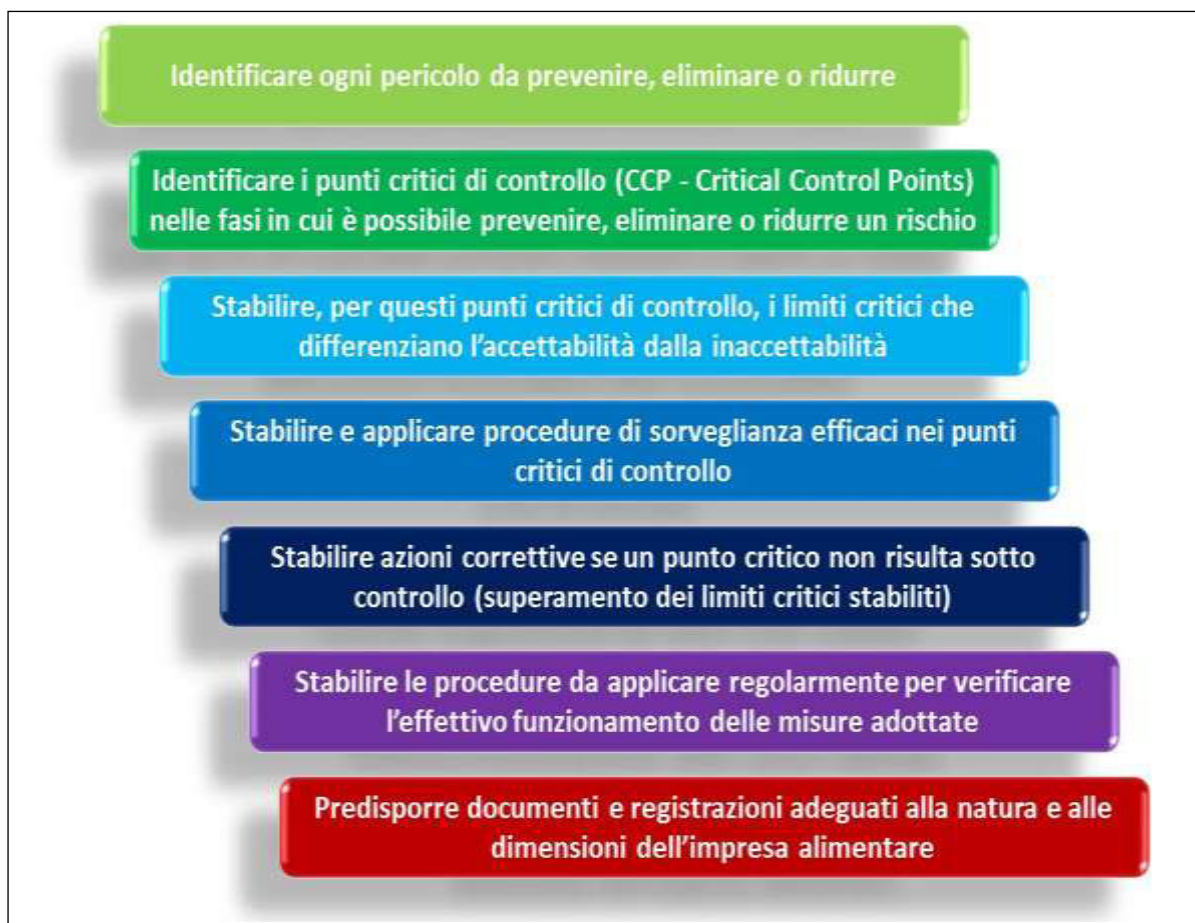 Identificare ogni pericolo da prevenire, eliminare o ridurre
Identificare i punti critici di controllo (CCP - Critical Control Points)
nelle fasi in cui è possibile prevenire, eliminare o ridurre un rischio
Stabilire, per questi punti critici di controllo, i limiti critici che
differenziano l'accettabilità dalla inaccettabilità
Stabilire e applicare procedure di sorveglianza efficaci nei punti
critici di controllo
Stabilire azioni correttive se un punto critico non risulta sotto
controllo (superamento dei limiti critici stabiliti)
Stabilire le procedure da applicare regolarmente per verificare
l'effettivo funzionamento delle misure adottate
Predisporre documenti e registrazioni adeguati alla natura e alle
dimensioni dell'impresa alimentare